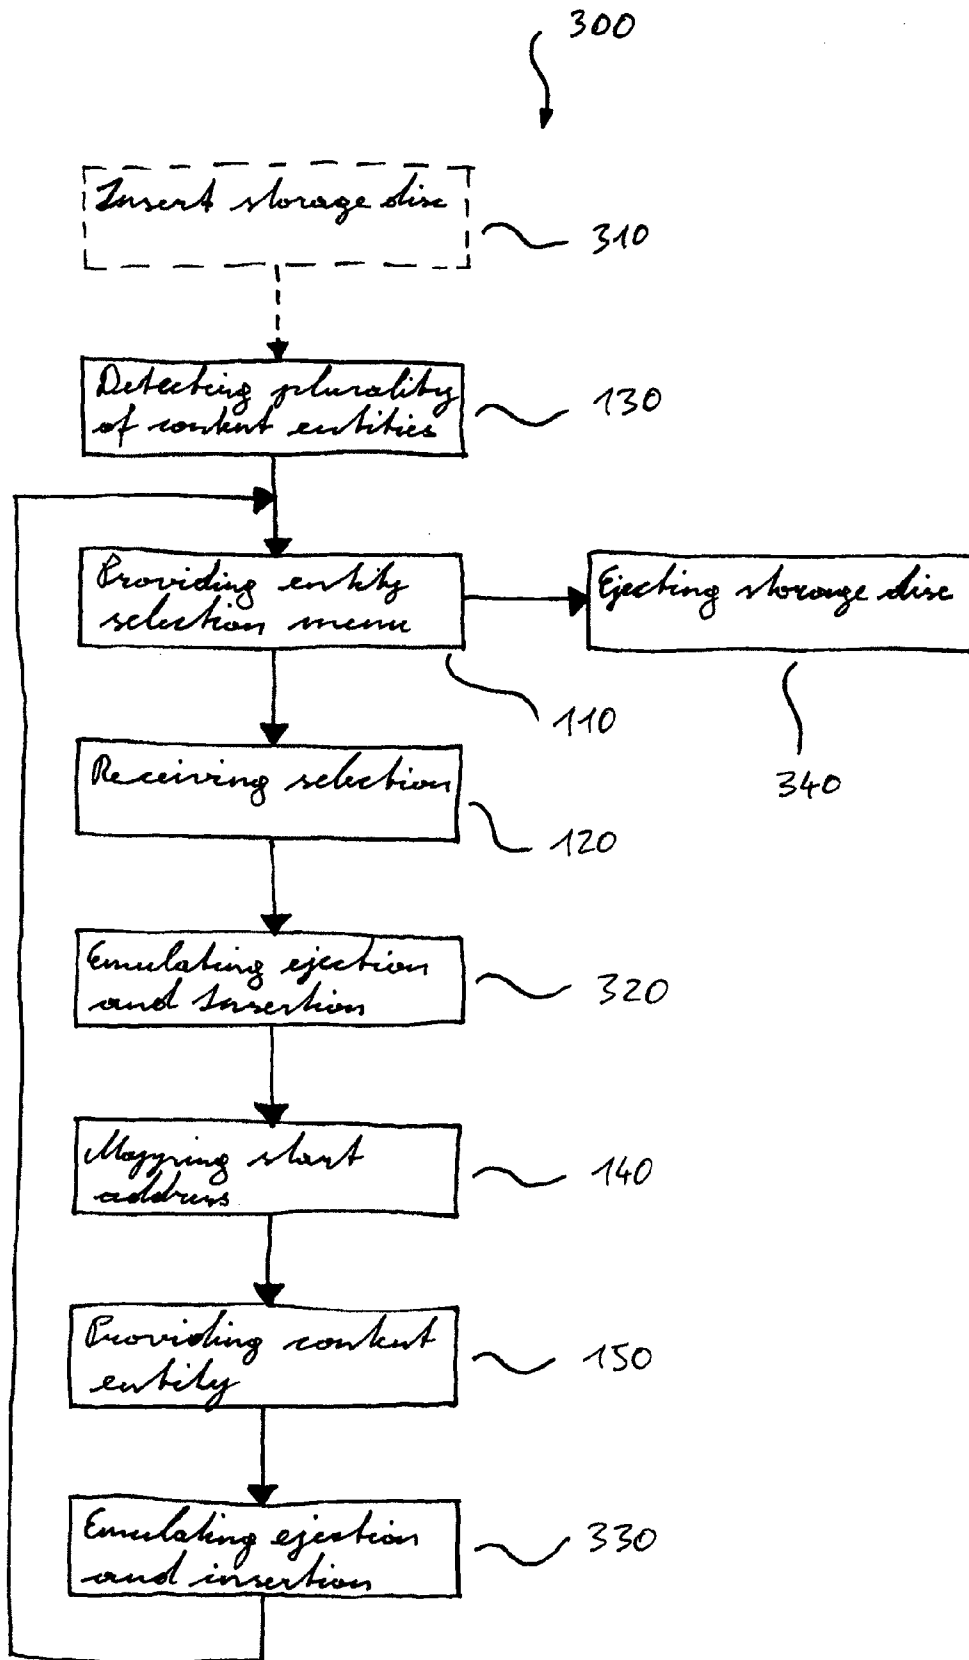 300
Insert storage disc
310
Detecting plurality
of content entities
130
Providing entity
selection menu
110
Ejecting storage disc
340
Receiving selection
120
Emulating ejection
and Insertion
320
Mapping start
address
140
Providing content
entity
150
Emulating ejection
and insertion
330